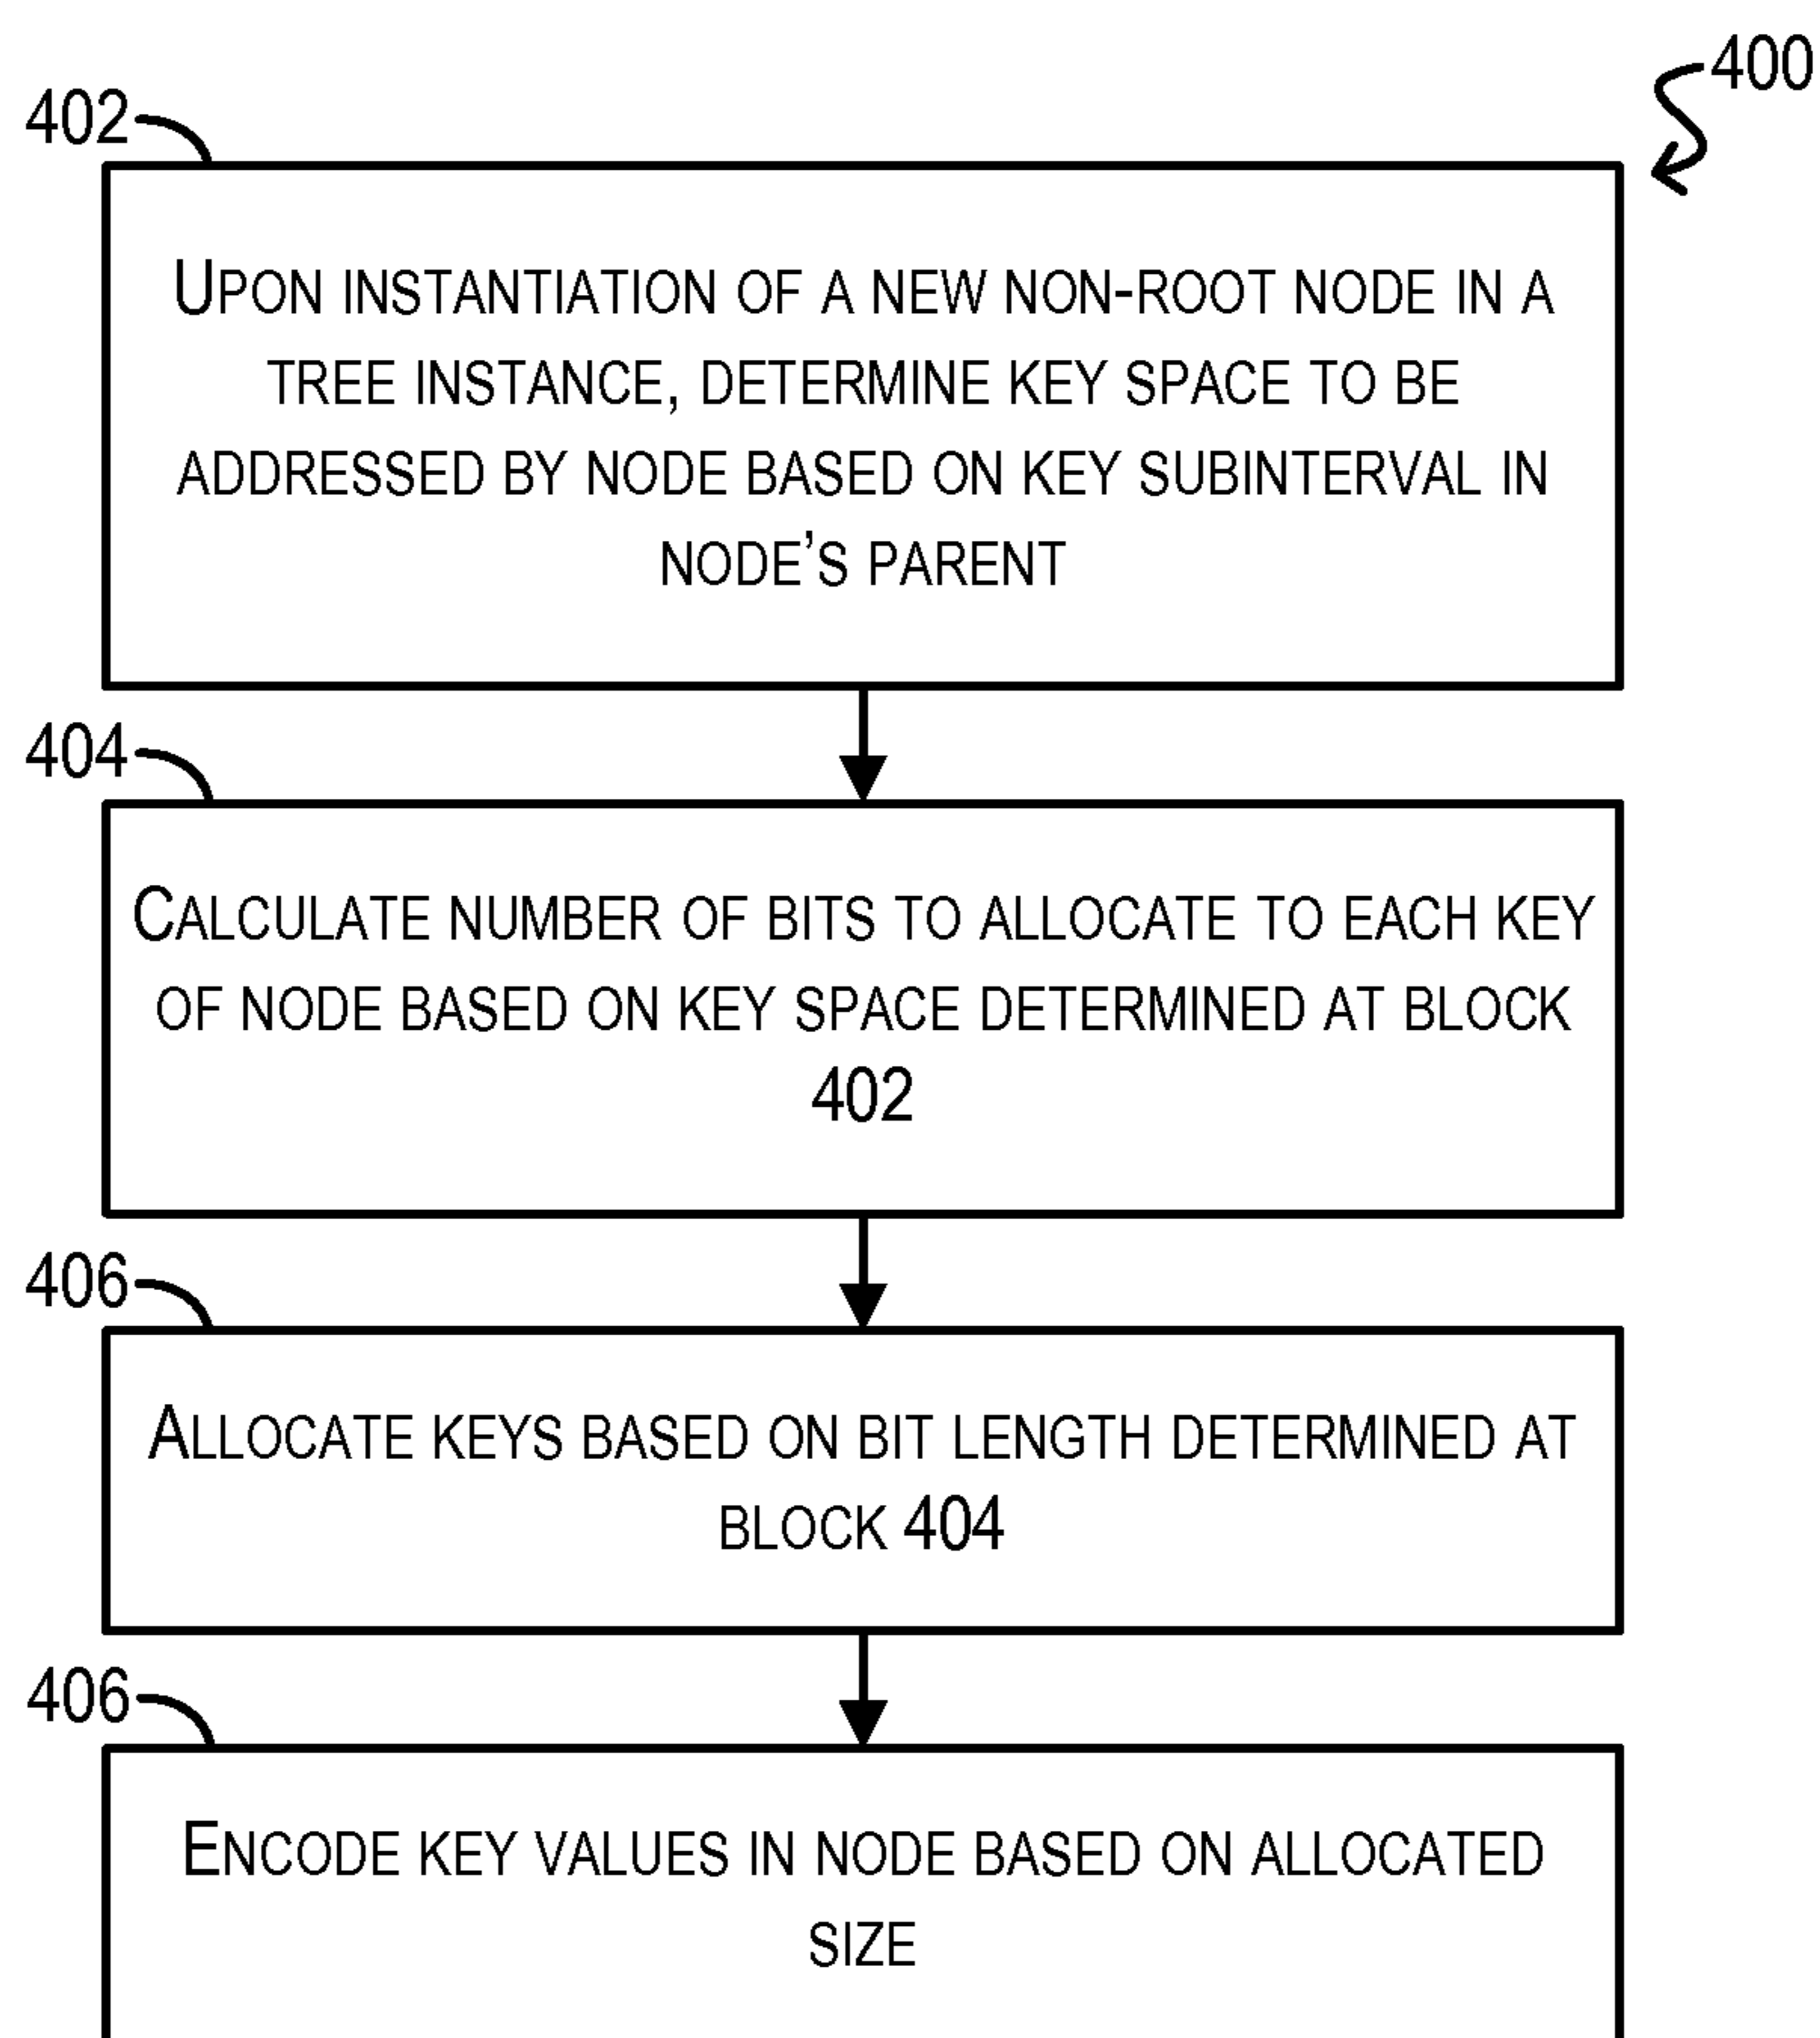 400
402
UPON INSTANTIATION OF A NEW NON-ROOT NODE IN A
TREE INSTANCE, DETERMINE KEY SPACE TO BE
ADDRESSED BY NODE BASED ON KEY SUBINTERVAL IN
NODE'S PARENT
404
CALCULATE NUMBER OF BITS TO ALLOCATE TO EACH KEY
OF NODE BASED ON KEY SPACE DETERMINED AT BLOCK
402
406
ALLOCATE KEYS BASED ON BIT LENGTH DETERMINED AT
BLOCK 404
406
ENCODE KEY VALUES IN NODE BASED ON ALLOCATED
SIZE